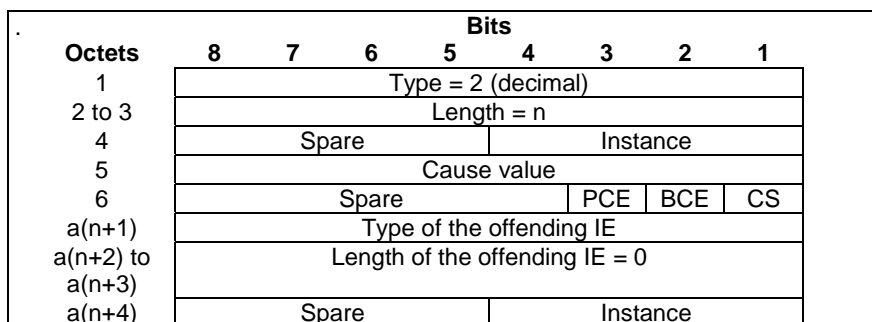 .
Bits
Octets 8 7 6 5 4 3 2 1
1 Type = 2 (decimal)
2 to 3 Length = n
4 Spare Instance
5 Cause value
6 Spare PCE BCE CS
a(n+1) Type of the offending IE
a(n+2) to Length of the offending IE = 0
a(n+3)
a(n+4) Spare Instance